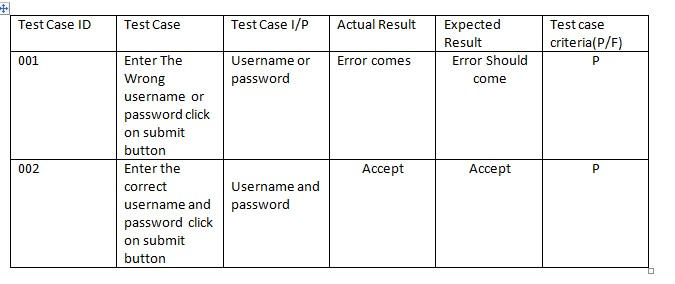 Test Case ID
Test Case
Test Case I/P
Actual Result
Expected
Result
Test case
criteria(P/F)
001
Enter The
Wrong
username or
password click
on submit
button
Username or
password
Error comes
Error Should
come
P
002
Enter the
correct
username and
password click
on submit
button
Username and
password
Accept
Accept
P